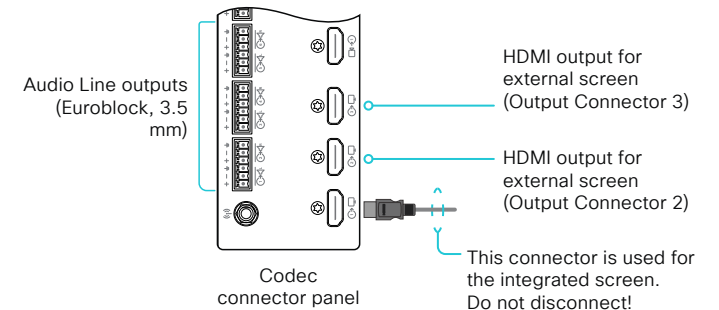 Audio Line outputs
(Euroblock, 3.5
mm)
HDMI output for
external screen
(Output Connector 3)
HDMI output for
external screen
(Output Connector 2)
This connector is used for
the integrated screen.
Do not disconnect!
Codec
connector panel